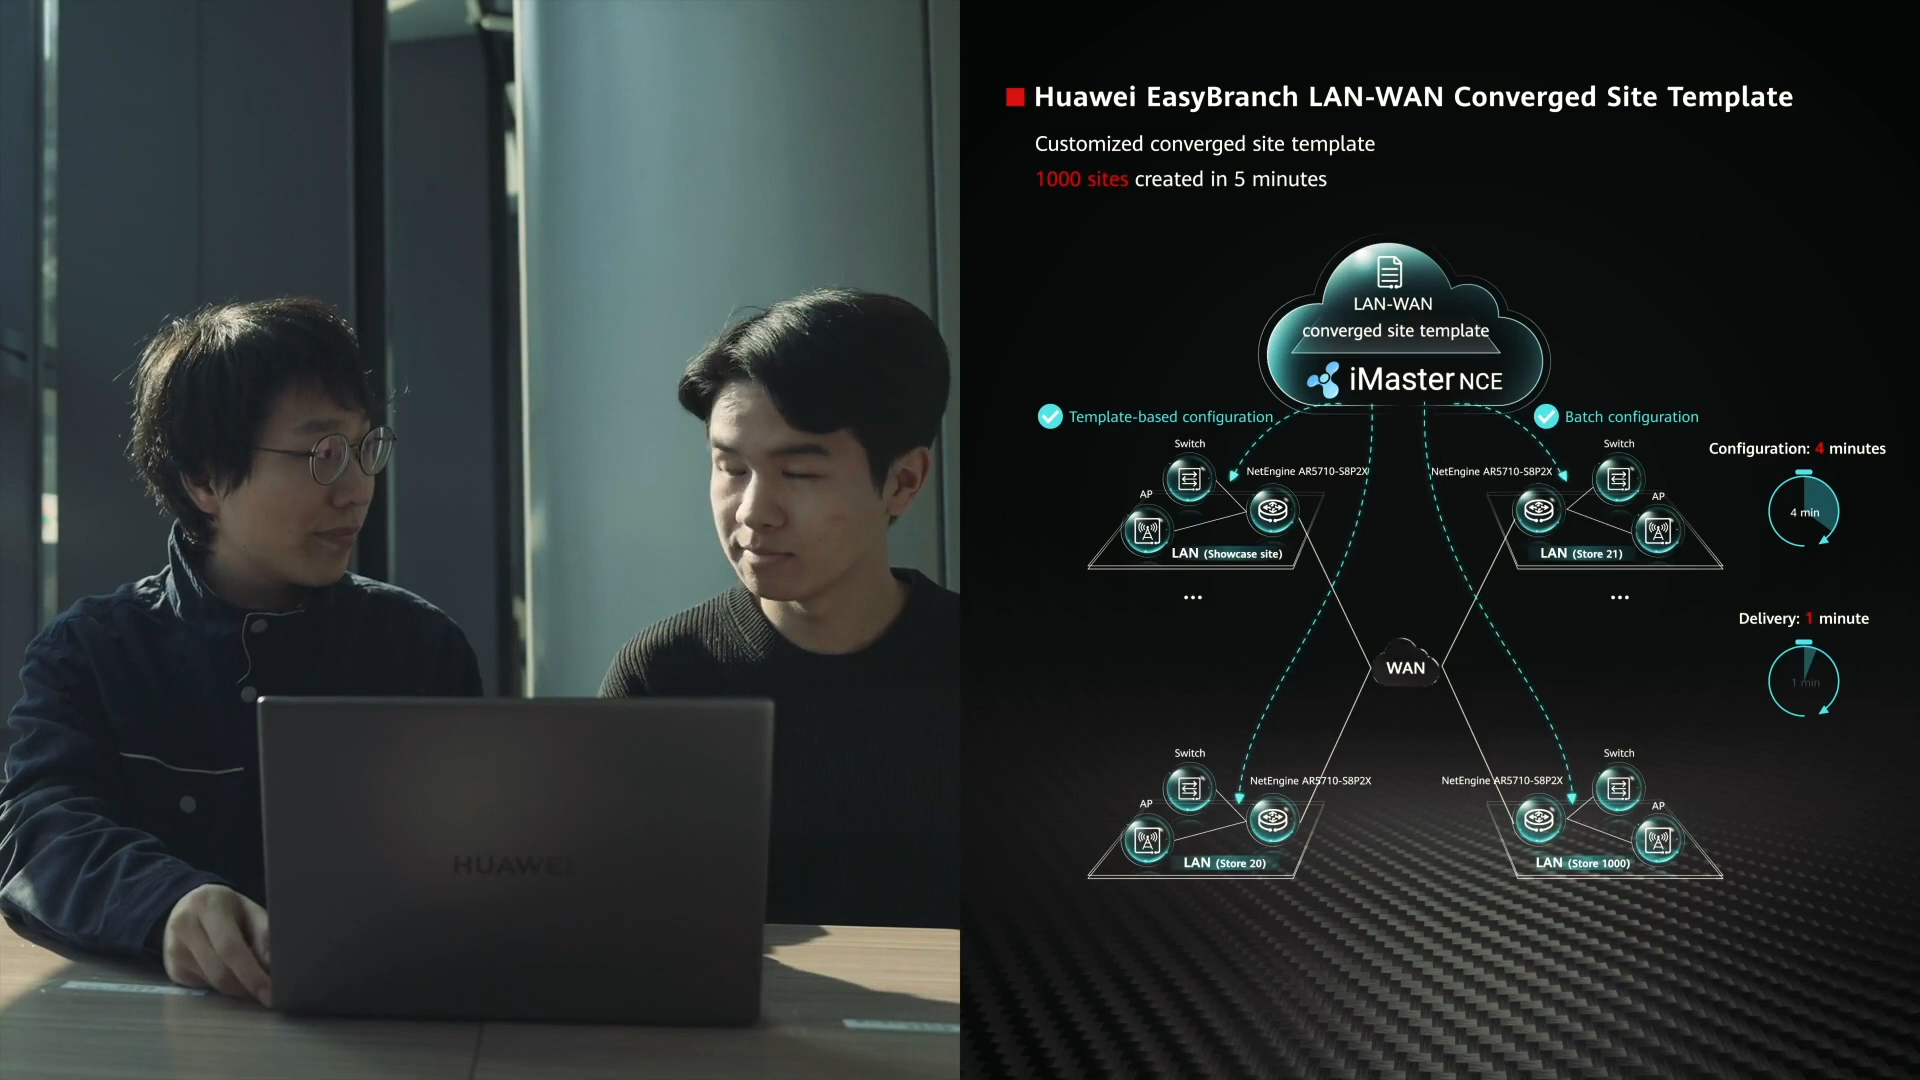 Huawei EasyBranch LAN-WAN Converged Site Template
Customized converged site template
1000 sites created in 5 minutes
LAN-WAN
converged site template
iMaster NCE
Template-based configuration
Batch configuration
Switch
NetEngine AR5710-S8P2X
AP
LAN (Showcase site)
...
Switch
NetEngine AR5710-S8P2X
AP
LAN (Store 21)
...
Configuration: 4 minutes
4 min
Delivery: 1 minute
1 min
WAN
Switch
NetEngine AR5710-S8P2X
AP
LAN (Store 20)
Switch
NetEngine AR5710-S8P2X
AP
LAN (Store 1000)
HUAWEI